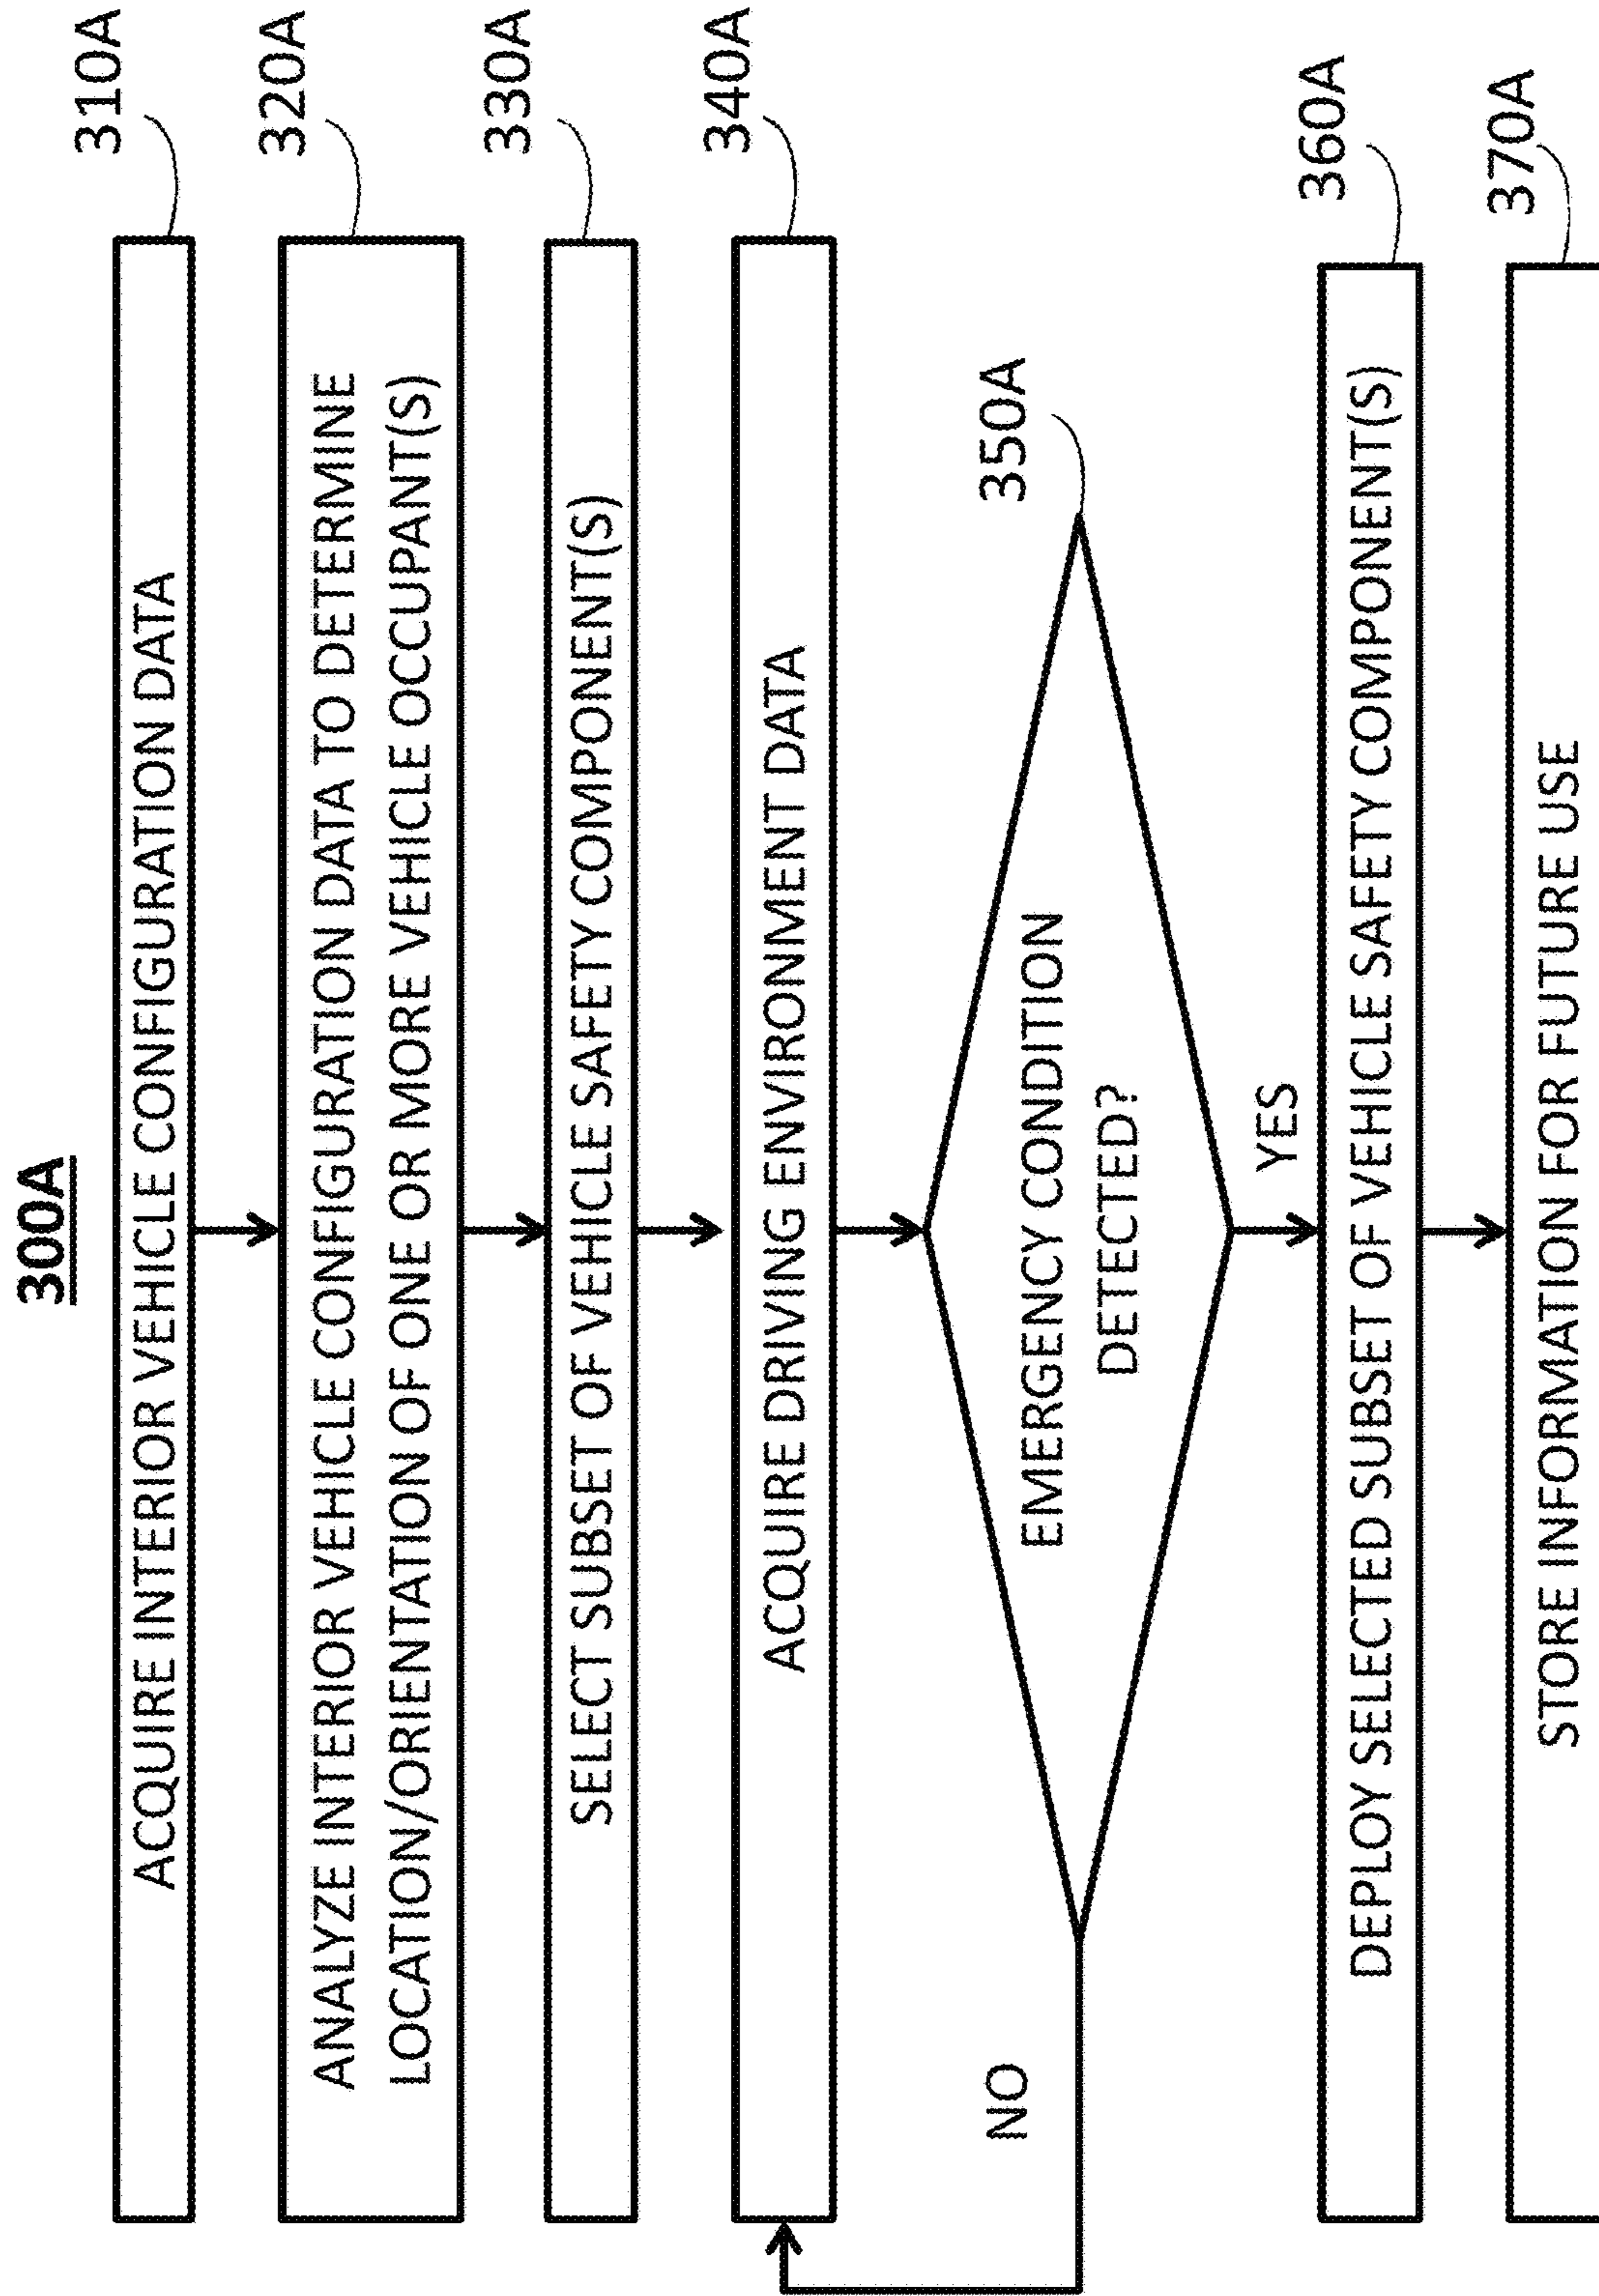 300A
ACQUIRE INTERIOR VEHICLE CONFIGURATION DATA
310A
ANALYZE INTERIOR VEHICLE CONFIGURATION DATA TO DETERMINE
LOCATION/ORIENTATION OF ONE OR MORE VEHICLE OCCUPANT(S)
320A
SELECT SUBSET OF VEHICLE SAFETY COMPONENT(S)
330A
ACQUIRE DRIVING ENVIRONMENT DATA
340A
EMERGENCY CONDITION
DETECTED?
350A
NO
YES
DEPLOY SELECTED SUBSET OF VEHICLE SAFETY COMPONENT(S)
360A
STORE INFORMATION FOR FUTURE USE
370A